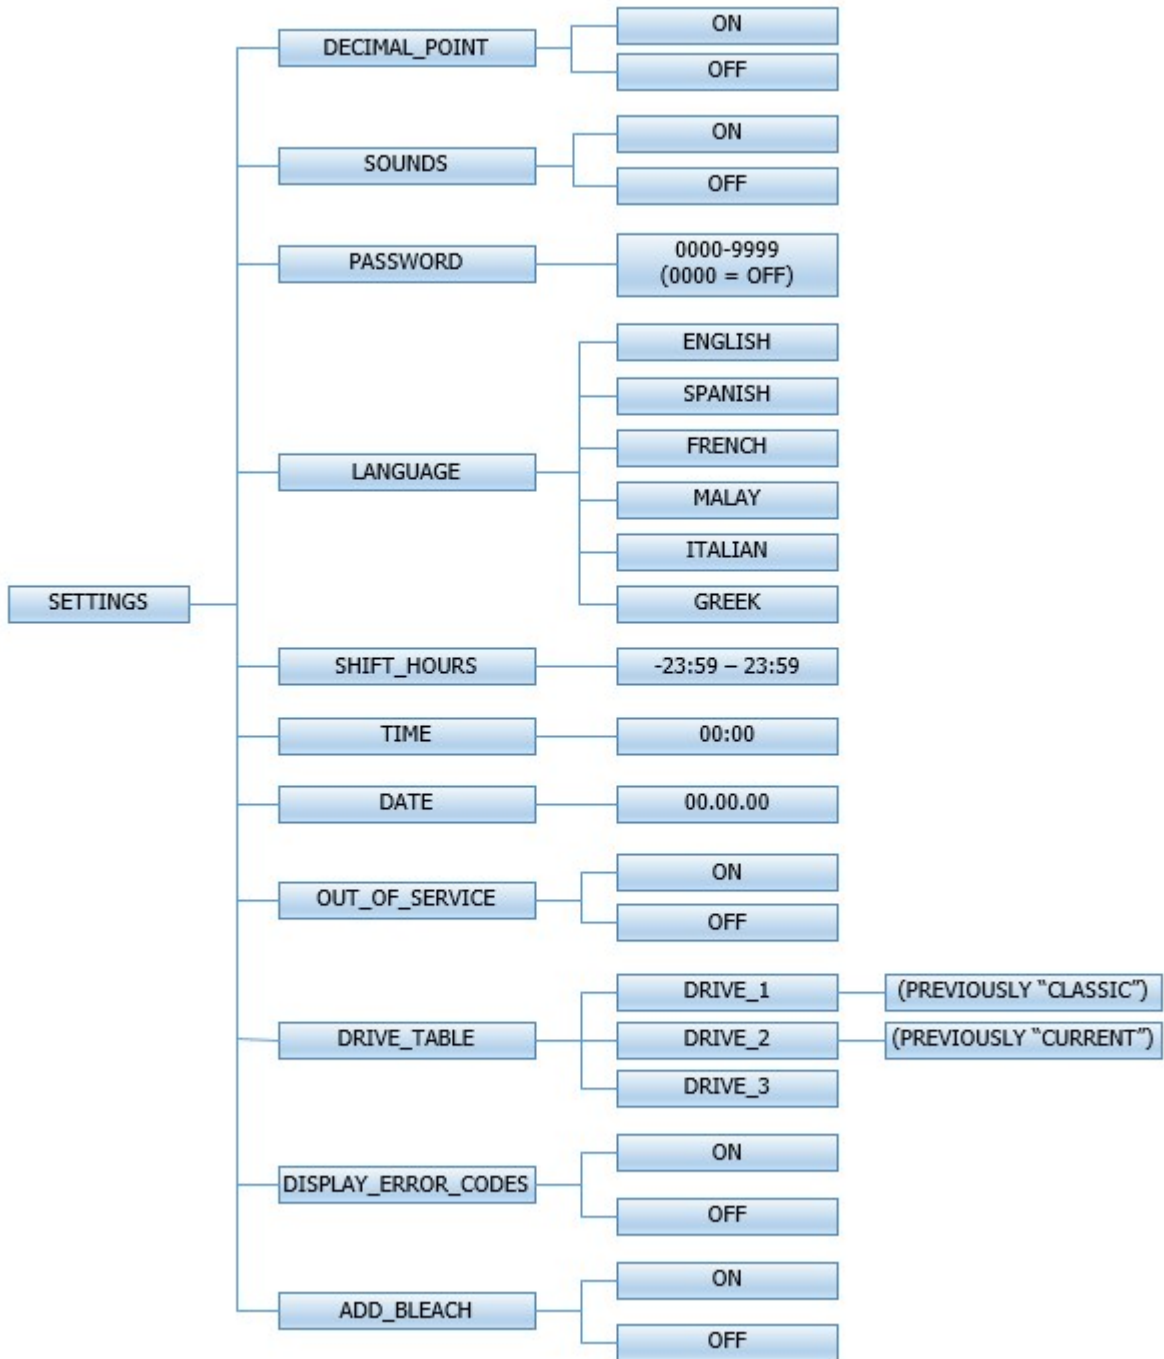 SETTINGS
DECIMAL_POINT
ON
OFF
SOUNDS
ON
OFF
PASSWORD
0000-9999
(0000 = OFF)
LANGUAGE
ENGLISH
SPANISH
FRENCH
MALAY
ITALIAN
GREEK
SHIFT_HOURS
-23:59 – 23:59
TIME
00:00
DATE
00.00.00
OUT_OF_SERVICE
ON
OFF
DRIVE_TABLE
DRIVE_1
(PREVIOUSLY “CLASSIC”)
DRIVE_2
(PREVIOUSLY “CURRENT”)
DRIVE_3
DISPLAY_ERROR_CODES
ON
OFF
ADD_BLEACH
ON
OFF